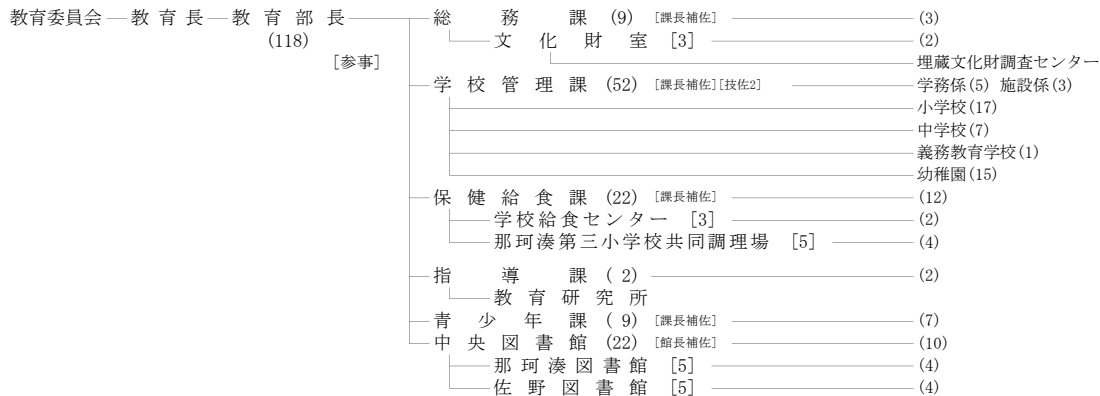 教育委員会 教育長 教育部長 総務課 (9) [課長補佐] (3)
(118) 文化財室 [3] (2)
[参事] 埋蔵文化財調査センター
学校管理課 (52) [課長補佐][技佐2] 学務係(5) 施設係(3)
小学校(17)
中学校(7)
義務教育学校(1)
幼稚園(15)
保健給食課 (22) [課長補佐] (12)
学校給食センター [3] (2)
那珂湊第三小学校共同調理場 [5] (4)
指導課 ( 2) (2)
教育研究所
青少年課 ( 9) [課長補佐] (7)
中央図書館 (22) [館長補佐] (10)
那珂湊図書館 [5] (4)
佐野図書館 [5] (4)